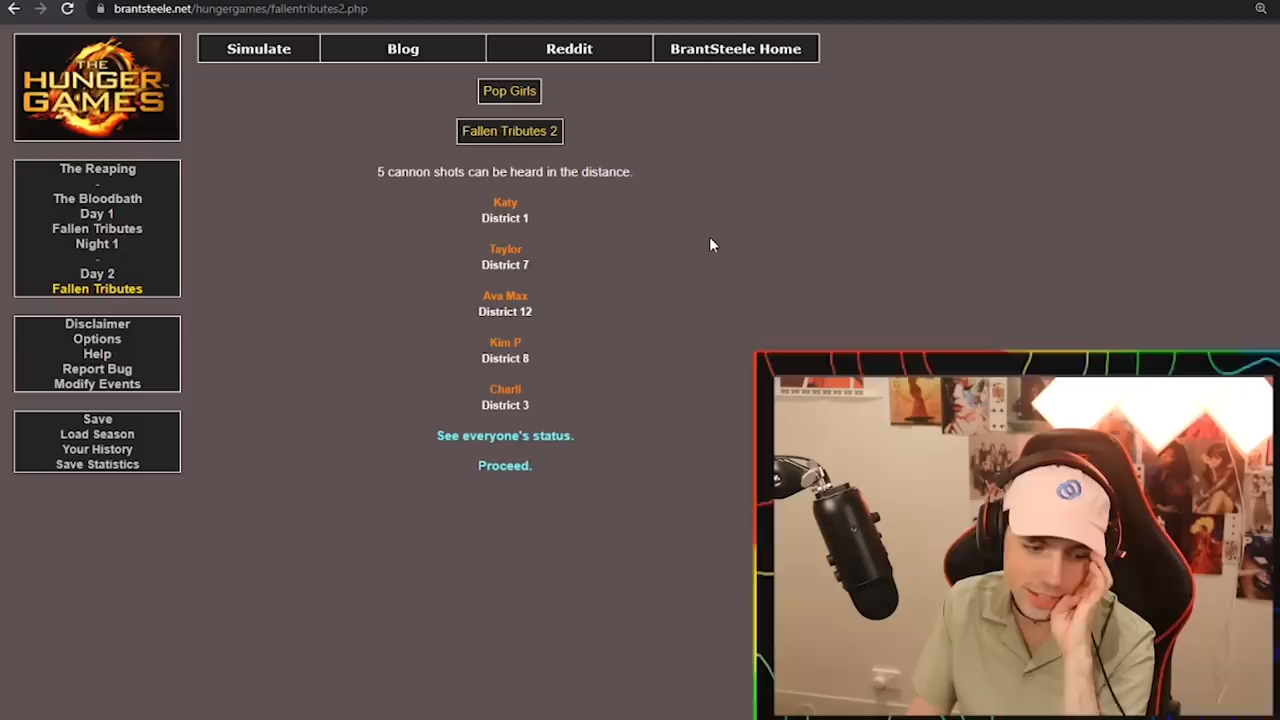 brantsteele.net/hungergames/fallentributes2.php
THE
HUNGER
GAMES
Simulate
Blog
Reddit
BrantSteele Home
Pop Girls
Fallen Tributes 2
5 cannon shots can be heard in the distance.
Katy
District 1
Taylor
District 7
Ava Max
District 12
Kim P
District 8
Charli
District 3
See everyone's status.
Proceed.
The Reaping
-
The Bloodbath
Day 1
Fallen Tributes
Night 1
-
Day 2
Fallen Tributes
Disclaimer
Options
Help
Report Bug
Modify Events
Save
Load Season
Your History
Save Statistics